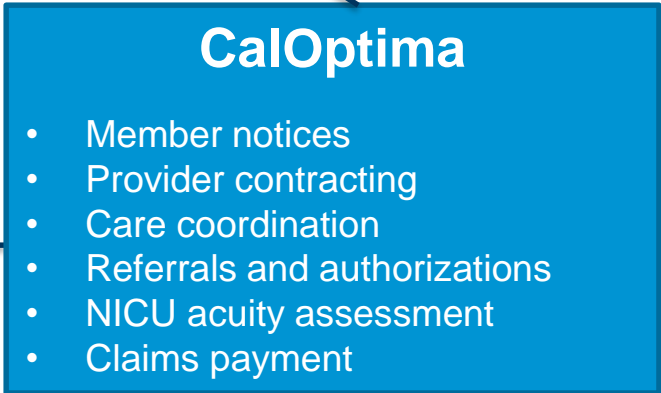 CalOptima
• Member notices
• Provider contracting
• Care coordination
• Referrals and authorizations
• NICU acuity assessment
• Claims payment